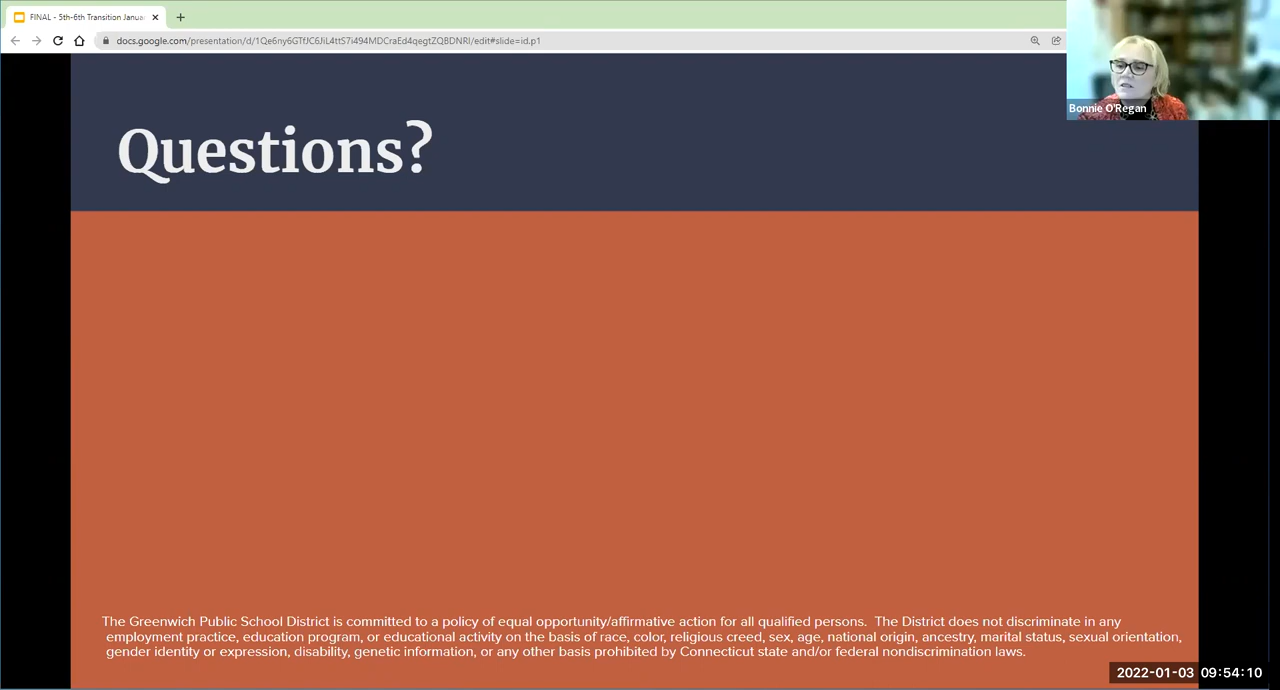 FINAL - 5th-6th Transition Janua
docs.google.com/presentation/d/1Qe6ny6GTfJC6JiL4ttS7i494MDCraEd4qegtZQBDNRI/edit#slide=id.p1
Bonnie O'Regan
Questions?
The Greenwich Public School District is committed to a policy of equal opportunity/affirmative action for all qualified persons. The District does not discriminate in any
employment practice, education program, or educational activity on the basis of race, color, religious creed, sex, age, national origin, ancestry, marital status, sexual orientation,
gender identity or expression, disability, genetic information, or any other basis prohibited by Connecticut state and/or federal nondiscrimination laws.
2022-01-03 09:54:10